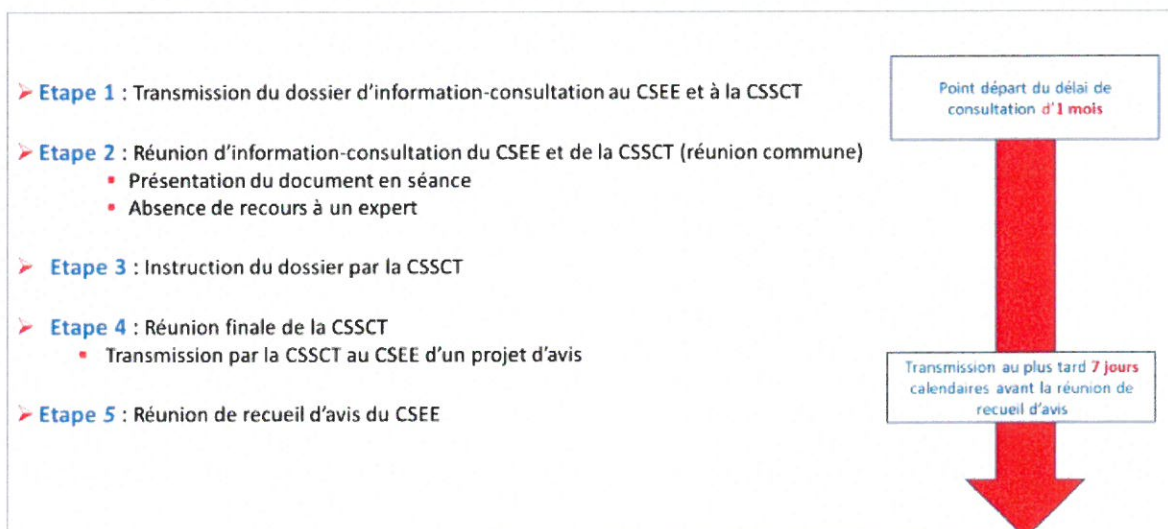 Etape 1 : Transmission du dossier d'information-consultation au CSEE et à la CSSCT
Etape 2 : Réunion d'information-consultation du CSEE et de la CSSCT (réunion commune)
Présentation du document en séance
Absence de recours à un expert
Etape 3 : Instruction du dossier par la CSSCT
Etape 4 : Réunion finale de la CSSCT
Transmission par la CSSCT au CSEE d'un projet d'avis
Etape 5 : Réunion de recueil d'avis du CSEE
Point départ du délai de
consultation d'1 mois
Transmission au plus tard 7 jours
calendaires avant la réunion de
recueil d'avis